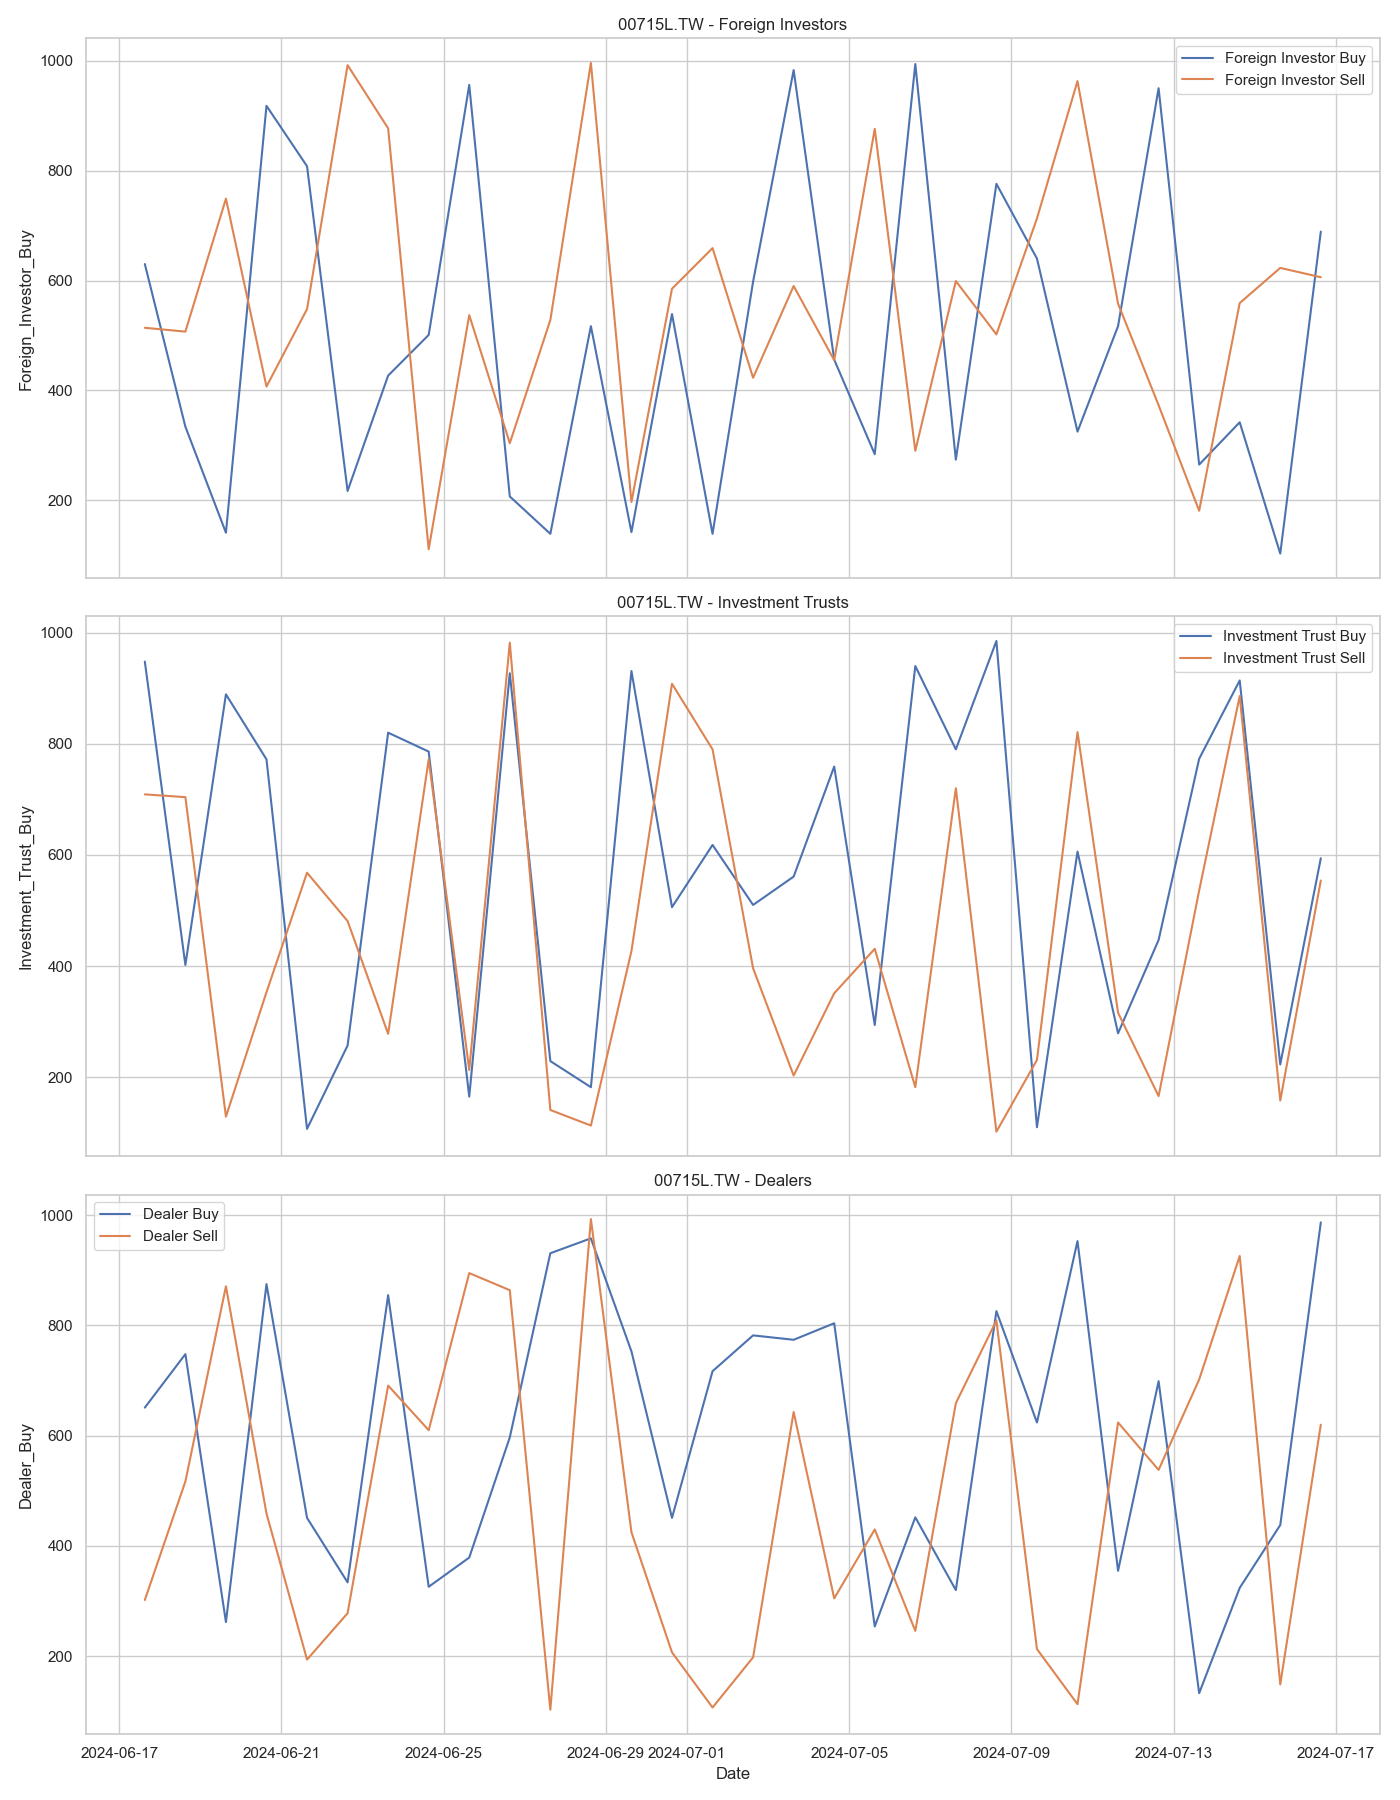 00715L.TW - Foreign Investors
Foreign_Investor_Buy
1000
800
600
400
200
Foreign Investor Buy
Foreign Investor Sell
00715L.TW - Investment Trusts
Investment_Trust_Buy
1000
800
600
400
200
Investment Trust Buy
Investment Trust Sell
00715L.TW - Dealers
Dealer_Buy
1000
800
600
400
200
Dealer Buy
Dealer Sell
2024-06-17 2024-06-21 2024-06-25 2024-06-29 2024-07-01 2024-07-05 2024-07-09 2024-07-13 2024-07-17
Date